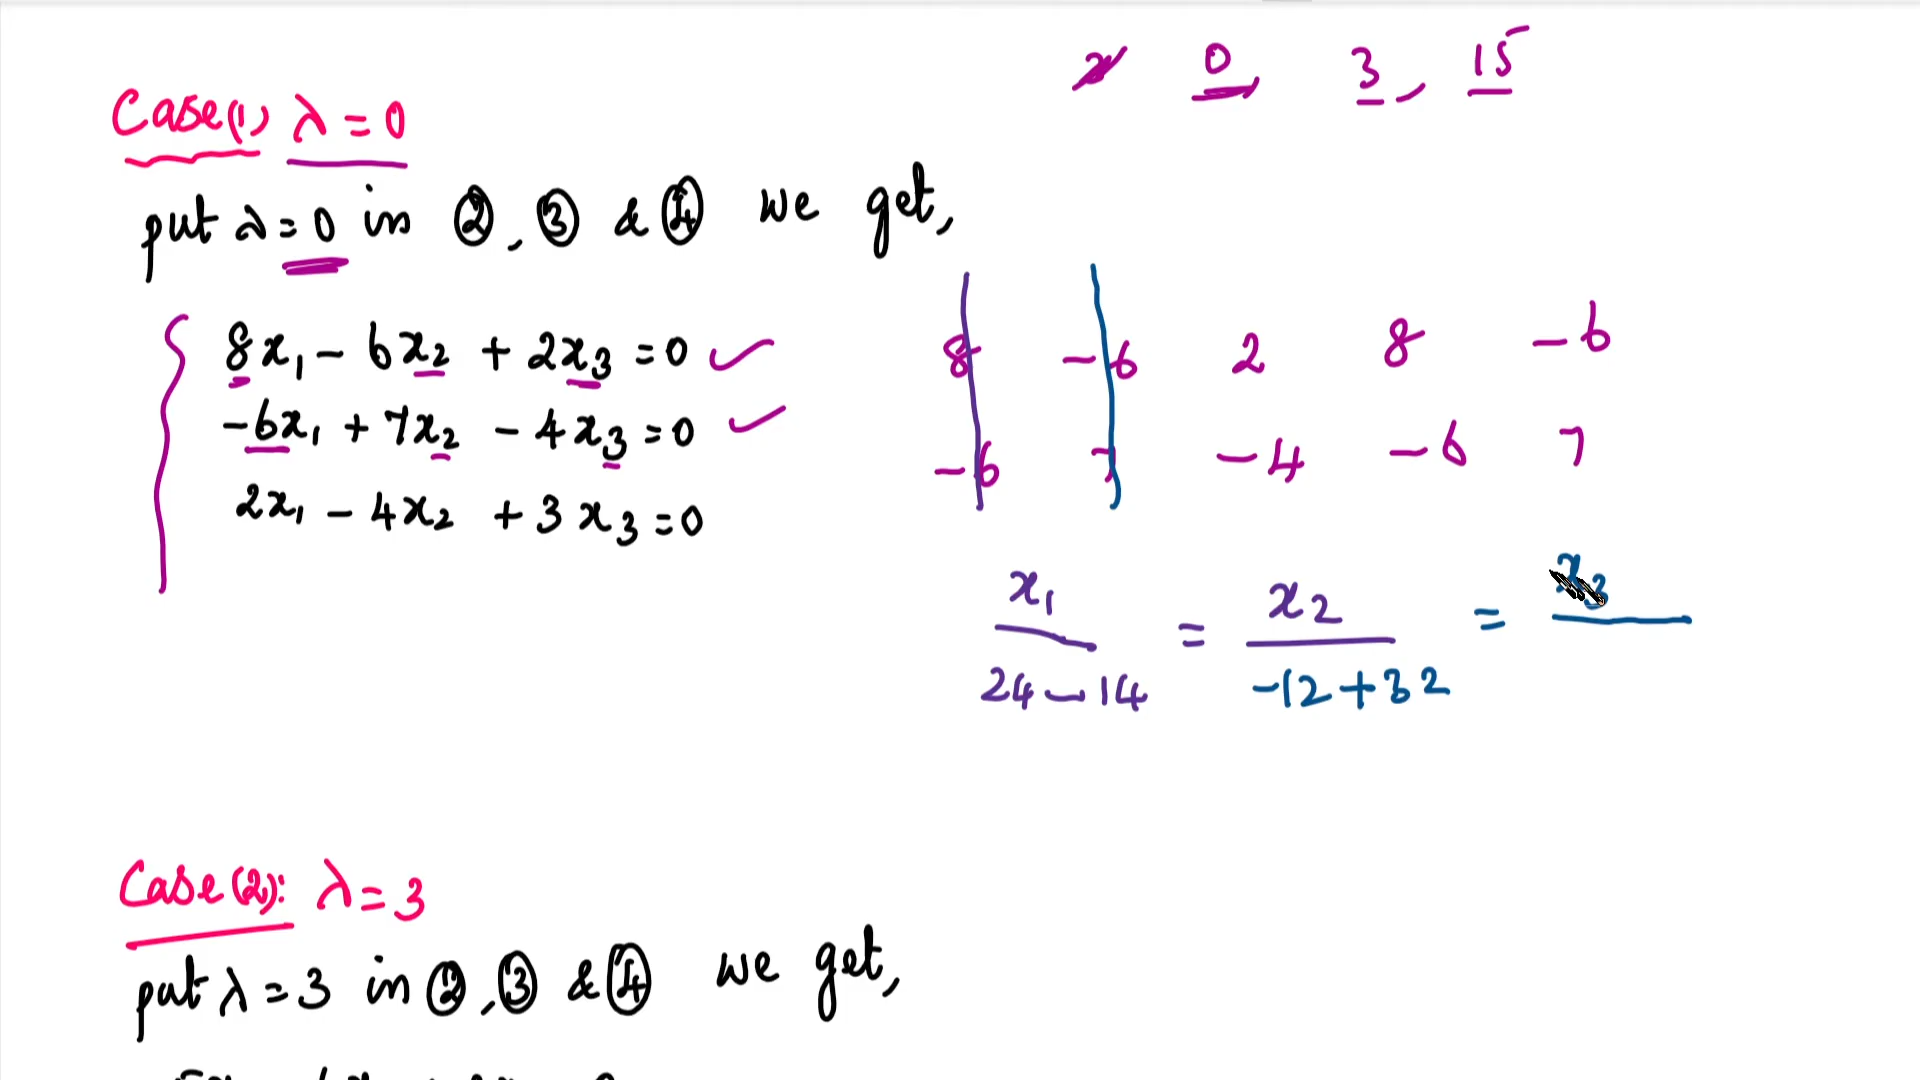 0, 3, 15
Case(1) λ=0
put λ=0 in ②, ③ & ④ we get,
8x₁ - 6x₂ + 2x₃ = 0
-6x₁ + 7x₂ - 4x₃ = 0
2x₁ - 4x₂ + 3x₃ = 0
8 -6 2 8 -6
-6 7 -4 -6 7
x₁ = x₂ = x₃
24-14 -12+32
Case(2): λ=3
put λ=3 in ②, ③ & ④ we get,